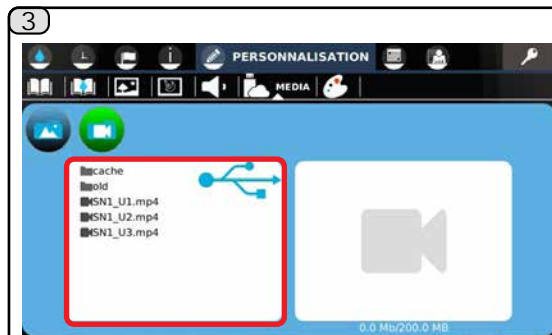 3
PERSONNALISATION
MEDIA
cache
old
SN1_U1.mp4
SN1_U2.mp4
SN1_U3.mp4
0.0 Mb/200.0 MB